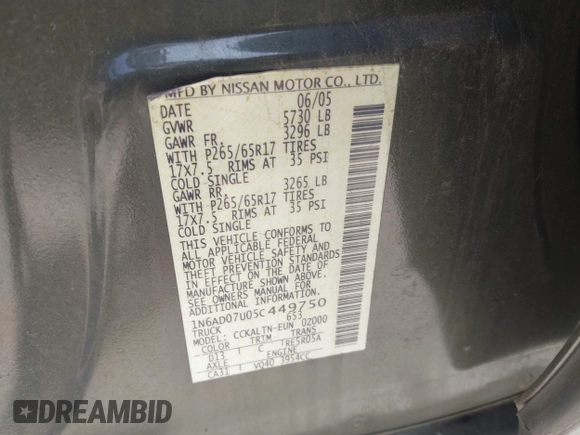 MFD BY NISSAN MOTOR CO., LTD.
DATE 06/05
GVWR 5730 LB
GAWR FR. 3296 LB
WITH P265/65R17 TIRES
17X7.5 RIMS AT 35 PSI
COLD SINGLE
GAWR RR. 3265 LB
WITH P265/65R17 TIRES
17X7.5 RIMS AT 35 PSI
COLD SINGLE
THIS VEHICLE CONFORMS TO
ALL APPLICABLE FEDERAL
MOTOR VEHICLE SAFETY AND
THEFT PREVENTION STANDARDS
IN EFFECT ON THE DATE OF
MANUFACTURE SHOWN ABOVE.
SEE OWNERS MANUAL FOR
ADDITIONAL INFORMATION.
1N6AD07U05C449750
TRUCK 653
MODEL: CCKALTN-EUN 02000
COLOR TRIM TRANS
D13 C TRE5R05A
AXLE ENGINE
CA31 VQ40 3954CC
DREAMBID